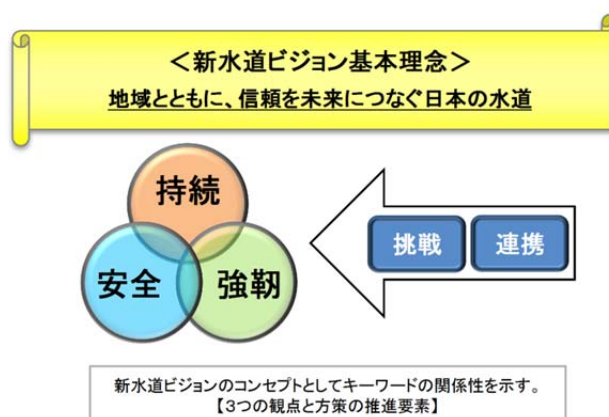 ＜新水道ビジョン基本理念＞
地域とともに、信頼を未来につなぐ日本の水道
持続
安全
強靭
挑戦
連携
新水道ビジョンのコンセプトとしてキーワードの関係性を示す。
【3つの観点と方策の推進要素】